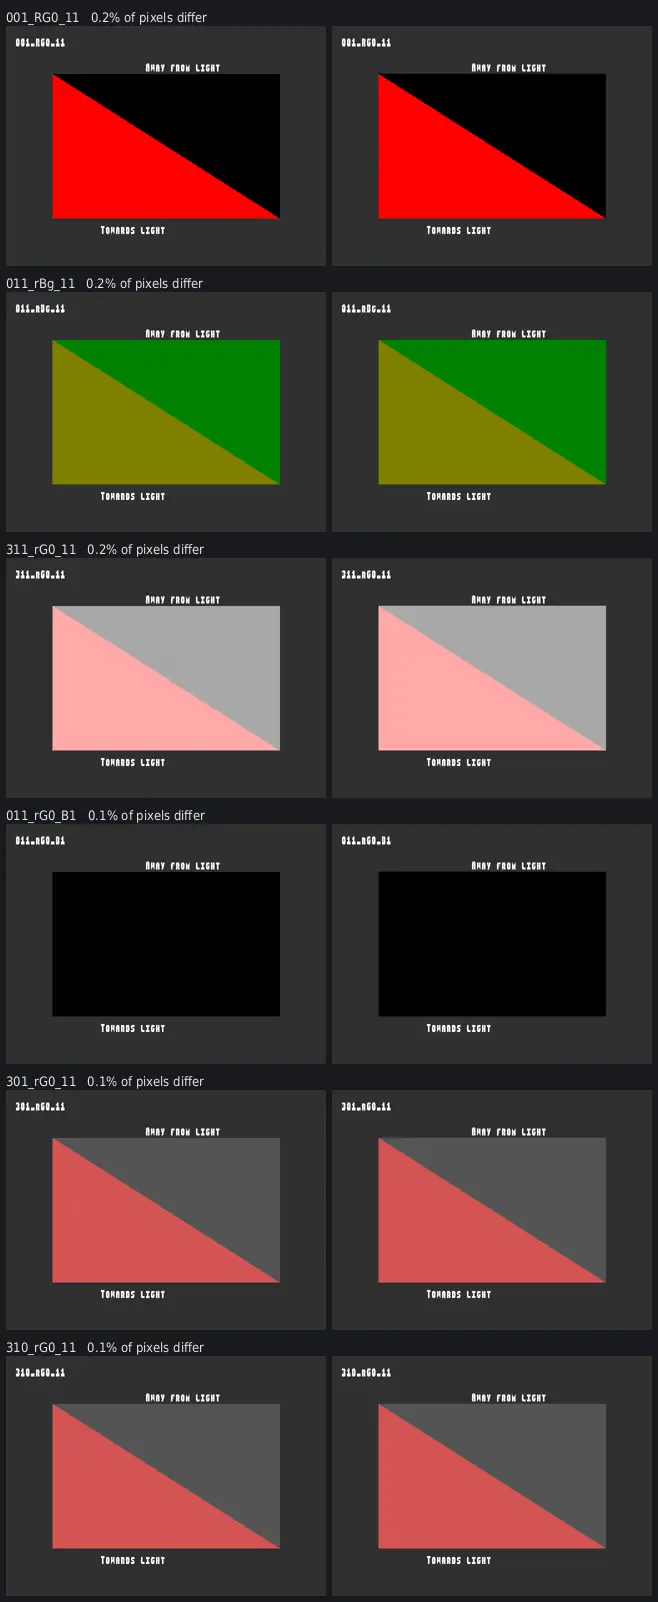 001_RG0_11 0.2% of pixels differ
001_RG0_11 001_RG0_11
Away from light Away from light
Towards light Towards light
011_rBg_11 0.2% of pixels differ
011_rBg_11 011_rBg_11
Away from light Away from light
Towards light Towards light
311_rG0_11 0.2% of pixels differ
311_rG0_11 311_rG0_11
Away from light Away from light
Towards light Towards light
011_rG0_B1 0.1% of pixels differ
011_rG0_B1 011_rG0_B1
Away from light Away from light
Towards light Towards light
301_rG0_11 0.1% of pixels differ
301_rG0_11 301_rG0_11
Away from light Away from light
Towards light Towards light
310_rG0_11 0.1% of pixels differ
310_rG0_11 310_rG0_11
Away from light Away from light
Towards light Towards light